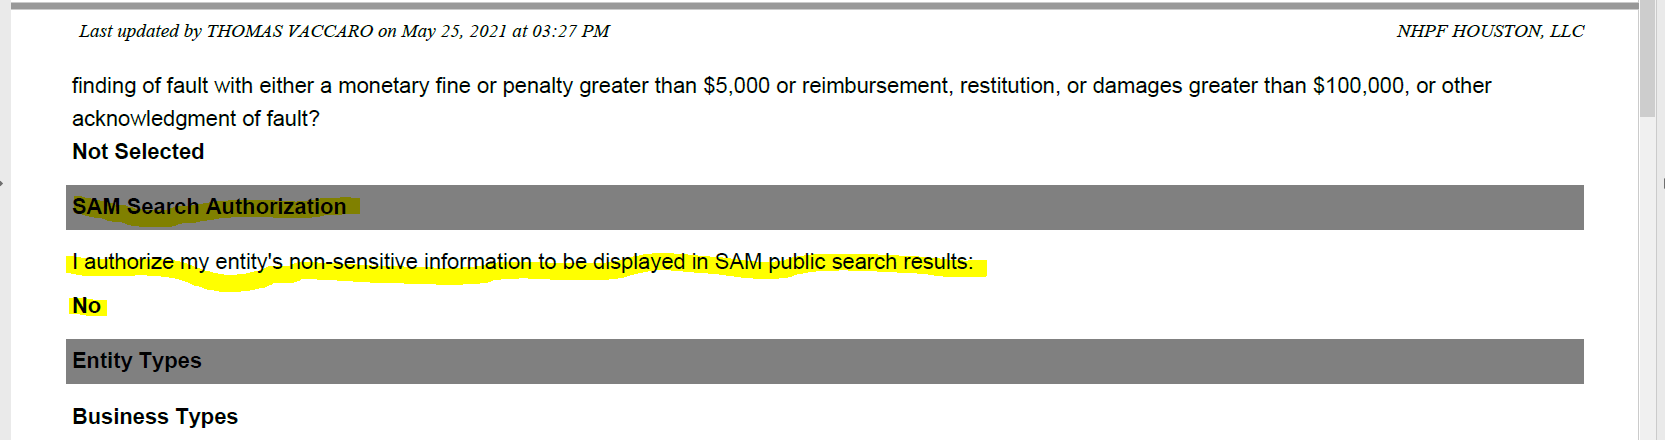 Last updated by THOMAS VACCARO on May 25, 2021 at 03:27 PM NHPF HOUSTON, LLC
finding of fault with either a monetary fine or penalty greater than $5,000 or reimbursement, restitution, or damages greater than $100,000, or other
acknowledgment of fault?
Not Selected
SAM Search Authorization
I authorize my entity's non-sensitive information to be displayed in SAM public search results:
No
Entity Types
Business Types